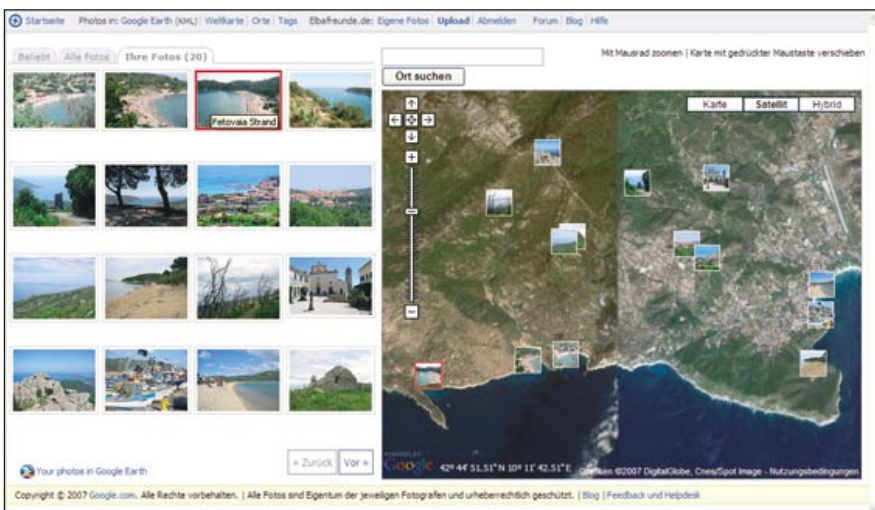 Startseite Photos in: Google Earth (KML) Weltkarte Orte Tags Elbafreunde.de: Eigene Fotos Upload Abmelden Forum Blog Hilfe
Beliebt Alle Fotos Ihre Fotos (20)
Mit Mausrad zoomen | Karte mit gedrückter Maustaste verschieben
Ort suchen
Karte Satellit Hybrid
Fetovaia Strand
Your photos in Google Earth
« Zurück Vor »
POWERED BY
Google 42° 44' 51.51" N 10° 11' 42.51" E Grafiken ©2007 DigitalGlobe, Cnes/Spot Image - Nutzungsbedingungen
Copyright © 2007 Google.com. Alle Rechte vorbehalten. | Alle Fotos sind Eigentum der jeweiligen Fotografen und urheberrechtlich geschützt. | Blog | Feedback und Helpdesk